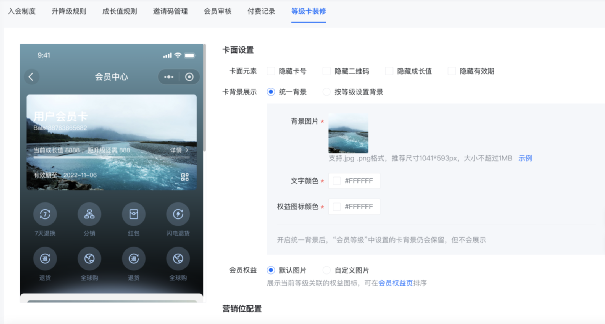 入会制度 升降级规则 成长值规则 邀请码管理 会员审核 付费记录 等级卡装修
9:41
会员中心
用户会员卡
当前成长值 8888 距升级还需 888 详情
有效期至 2022-11-06
7天退换 分销 红包 闪电退货
退货 全球购 退货 全球购
卡面设置
卡面元素 隐藏卡号 隐藏二维码 隐藏成长值 隐藏有效期
卡背景展示 统一背景 按等级设置背景
背景图片 *
支持.jpg .png格式，推荐尺寸1041*593px，大小不超过1MB 示例
文字颜色 * #FFFFFF
权益图标颜色 * #FFFFFF
开启统一背景后，“会员等级”中设置的卡背景仍会保留，但不会展示
会员权益 默认图片 自定义图片
展示当前等级关联的权益图标，可在会员权益页排序
营销位配置